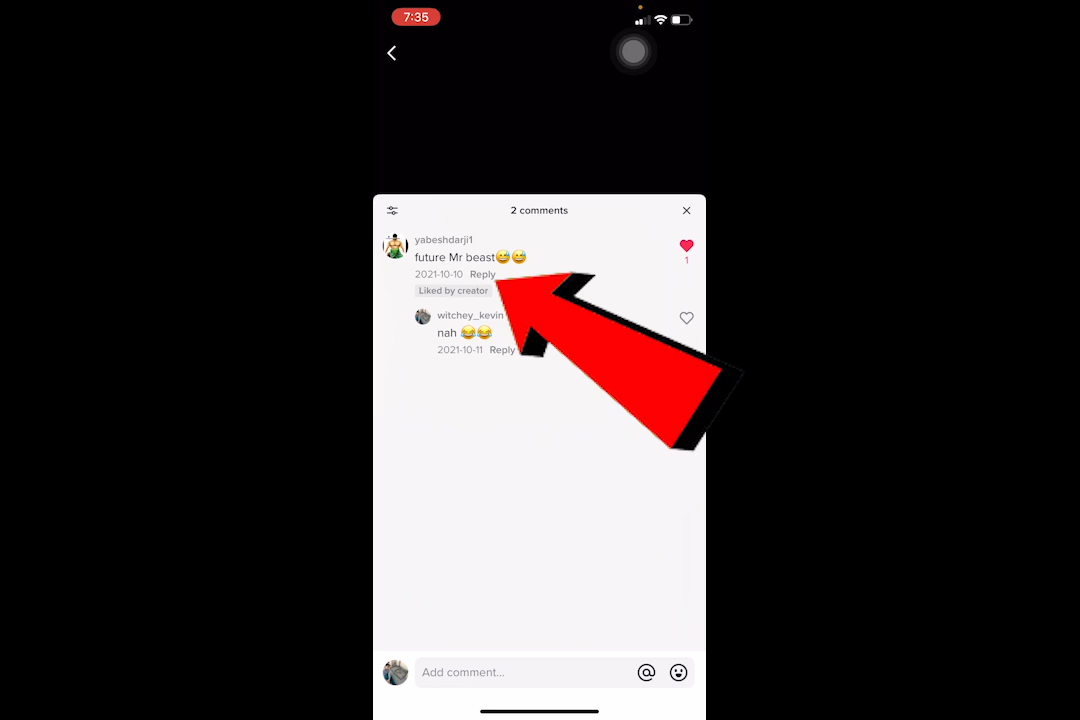 7:35
2 comments
yabeshdarji1
future Mr beast😅😅
1
2021-10-10 Reply
Liked by creator
witchey_kevin
nah 😂😂
2021-10-11 Reply
Add comment...